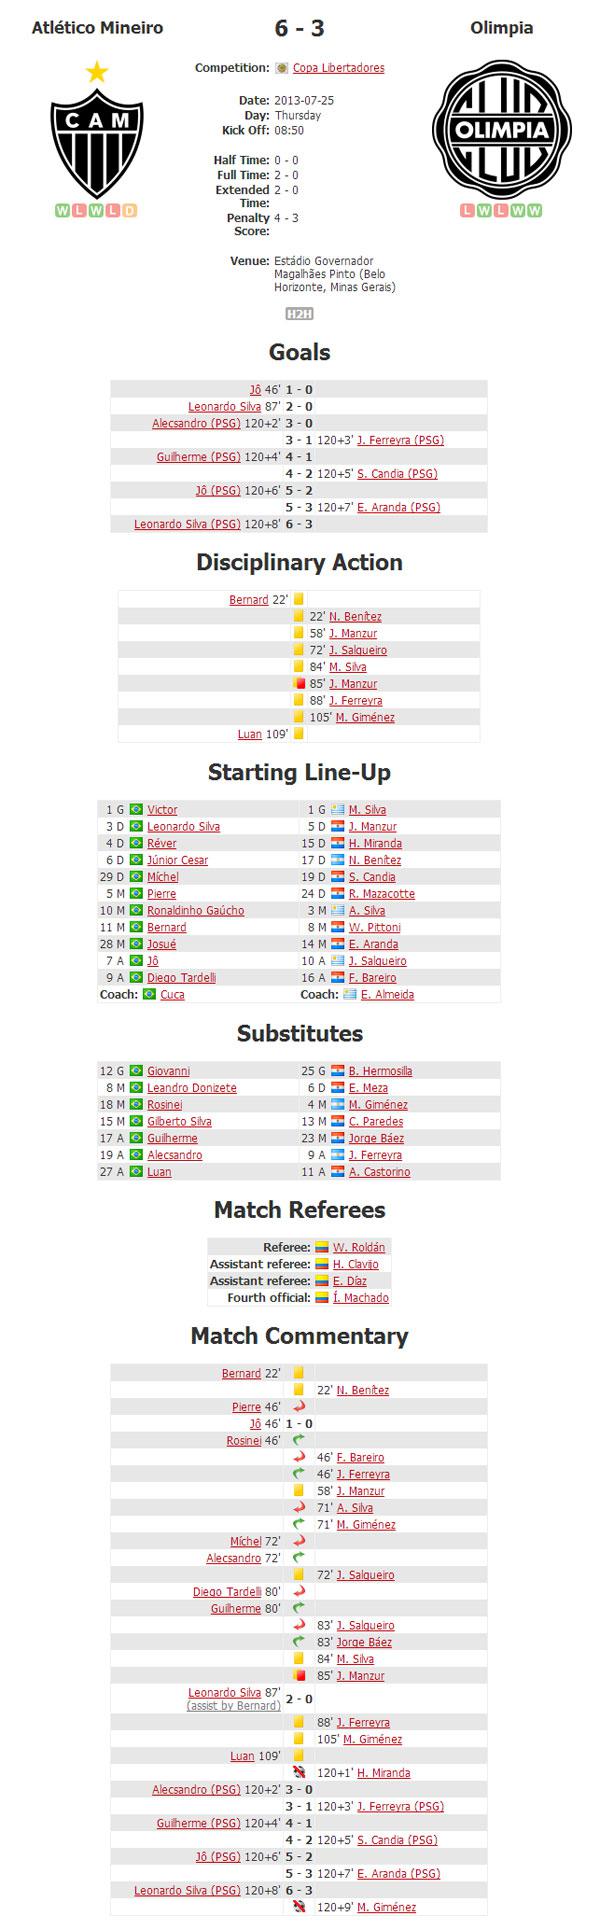 Atlético Mineiro 6 - 3 Olimpia
CAM
CLUB
OLIMPIA
CLUB
Competition: Copa Libertadores
Date: 2013-07-25
Day: Thursday
Kick Off: 08:50
Half Time: 0 - 0
Full Time: 2 - 0
Extended Time: 2 - 0
Penalty Score: 4 - 3
W L W L D
L W L W W
Venue: Estádio Governador
Magalhães Pinto (Belo
Horizonte, Minas Gerais)
H2H
Goals
Jô 46' 1 - 0
Leonardo Silva 87' 2 - 0
Alecsandro (PSG) 120+2' 3 - 0
3 - 1 120+3' J. Ferreyra (PSG)
Guilherme (PSG) 120+4' 4 - 1
4 - 2 120+5' S. Candia (PSG)
Jô (PSG) 120+6' 5 - 2
5 - 3 120+7' E. Aranda (PSG)
Leonardo Silva (PSG) 120+8' 6 - 3
Disciplinary Action
Bernard 22'
22' N. Benítez
58' J. Manzur
72' J. Salgueiro
84' M. Silva
85' J. Manzur
88' J. Ferreyra
105' M. Giménez
Luan 109'
Starting Line-Up
1 G Victor 1 G M. Silva
3 D Leonardo Silva 5 D J. Manzur
4 D Réver 15 D H. Miranda
6 D Júnior Cesar 17 D N. Benítez
29 D Míchel 19 D S. Candia
5 M Pierre 24 D R. Mazacotte
10 M Ronaldinho Gaúcho 3 M A. Silva
11 M Bernard 8 M W. Pittoni
28 M Josué 14 M E. Aranda
7 A Jô 10 A J. Salgueiro
9 A Diego Tardelli 16 A F. Bareiro
Coach: Cuca Coach: E. Almeida
Substitutes
12 G Giovanni 25 G B. Hermosilla
8 M Leandro Donizete 6 D E. Meza
18 M Rosinei 4 M M. Giménez
15 M Gilberto Silva 13 M C. Paredes
17 A Guilherme 23 M Jorge Báez
19 A Alecsandro 9 A J. Ferreyra
27 A Luan 11 A A. Castorino
Match Referees
Referee: W. Roldán
Assistant referee: H. Clavijo
Assistant referee: E. Díaz
Fourth official: Í. Machado
Match Commentary
Bernard 22'
22' N. Benítez
Pierre 46'
Jô 46' 1 - 0
Rosinei 46'
46' F. Bareiro
46' J. Ferreyra
58' J. Manzur
71' A. Silva
71' M. Giménez
Míchel 72'
Alecsandro 72'
72' J. Salgueiro
Diego Tardelli 80'
Guilherme 80'
83' J. Salgueiro
83' Jorge Báez
84' M. Silva
85' J. Manzur
Leonardo Silva 87' 2 - 0
(assist by Bernard)
88' J. Ferreyra
105' M. Giménez
Luan 109'
120+1' H. Miranda
Alecsandro (PSG) 120+2' 3 - 0
3 - 1 120+3' J. Ferreyra (PSG)
Guilherme (PSG) 120+4' 4 - 1
4 - 2 120+5' S. Candia (PSG)
Jô (PSG) 120+6' 5 - 2
5 - 3 120+7' E. Aranda (PSG)
Leonardo Silva (PSG) 120+8' 6 - 3
120+9' M. Giménez